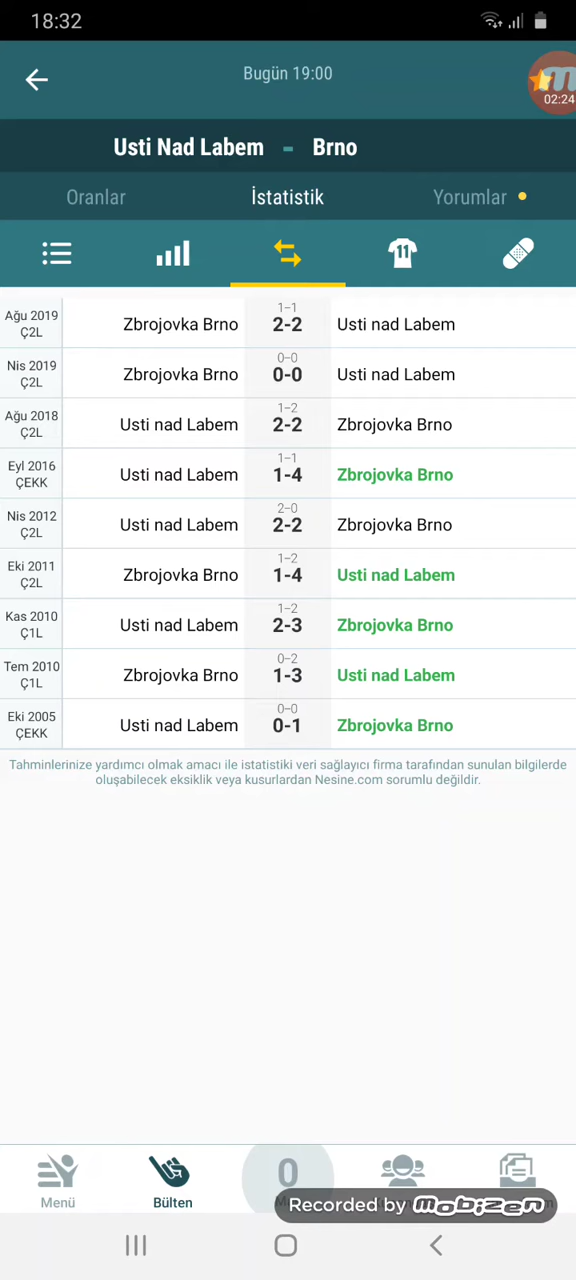 18:32
Bugün 19:00
02:24
Usti Nad Labem - Brno
Oranlar İstatistik Yorumlar
11
Ağu 2019 Ç2L Zbrojovka Brno 1-1 2-2 Usti nad Labem
Nis 2019 Ç2L Zbrojovka Brno 0-0 0-0 Usti nad Labem
Ağu 2018 Ç2L Usti nad Labem 1-2 2-2 Zbrojovka Brno
Eyl 2016 ÇEKK Usti nad Labem 1-1 1-4 Zbrojovka Brno
Nis 2012 Ç2L Usti nad Labem 2-0 2-2 Zbrojovka Brno
Eki 2011 Ç2L Zbrojovka Brno 1-2 1-4 Usti nad Labem
Kas 2010 Ç1L Usti nad Labem 1-2 2-3 Zbrojovka Brno
Tem 2010 Ç1L Zbrojovka Brno 0-2 1-3 Usti nad Labem
Eki 2005 ÇEKK Usti nad Labem 0-0 0-1 Zbrojovka Brno
Tahminlerinize yardımcı olmak amacı ile istatistiki veri sağlayıcı firma tarafından sunulan bilgilerde
oluşabilecek eksiklik veya kusurlardan Nesine.com sorumlu değildir.
0
Menü Bülten
Recorded by mobizen